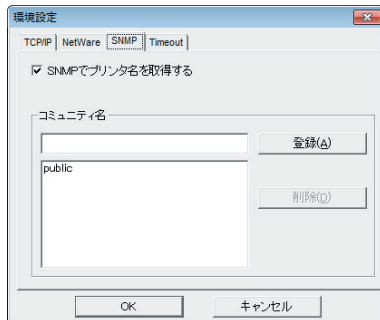 環境設定
TCP/IP NetWare SNMP Timeout
SNMPでプリンタ名を取得する
コミュニティ名
登録(A)
public
削除(D)
OK キャンセル